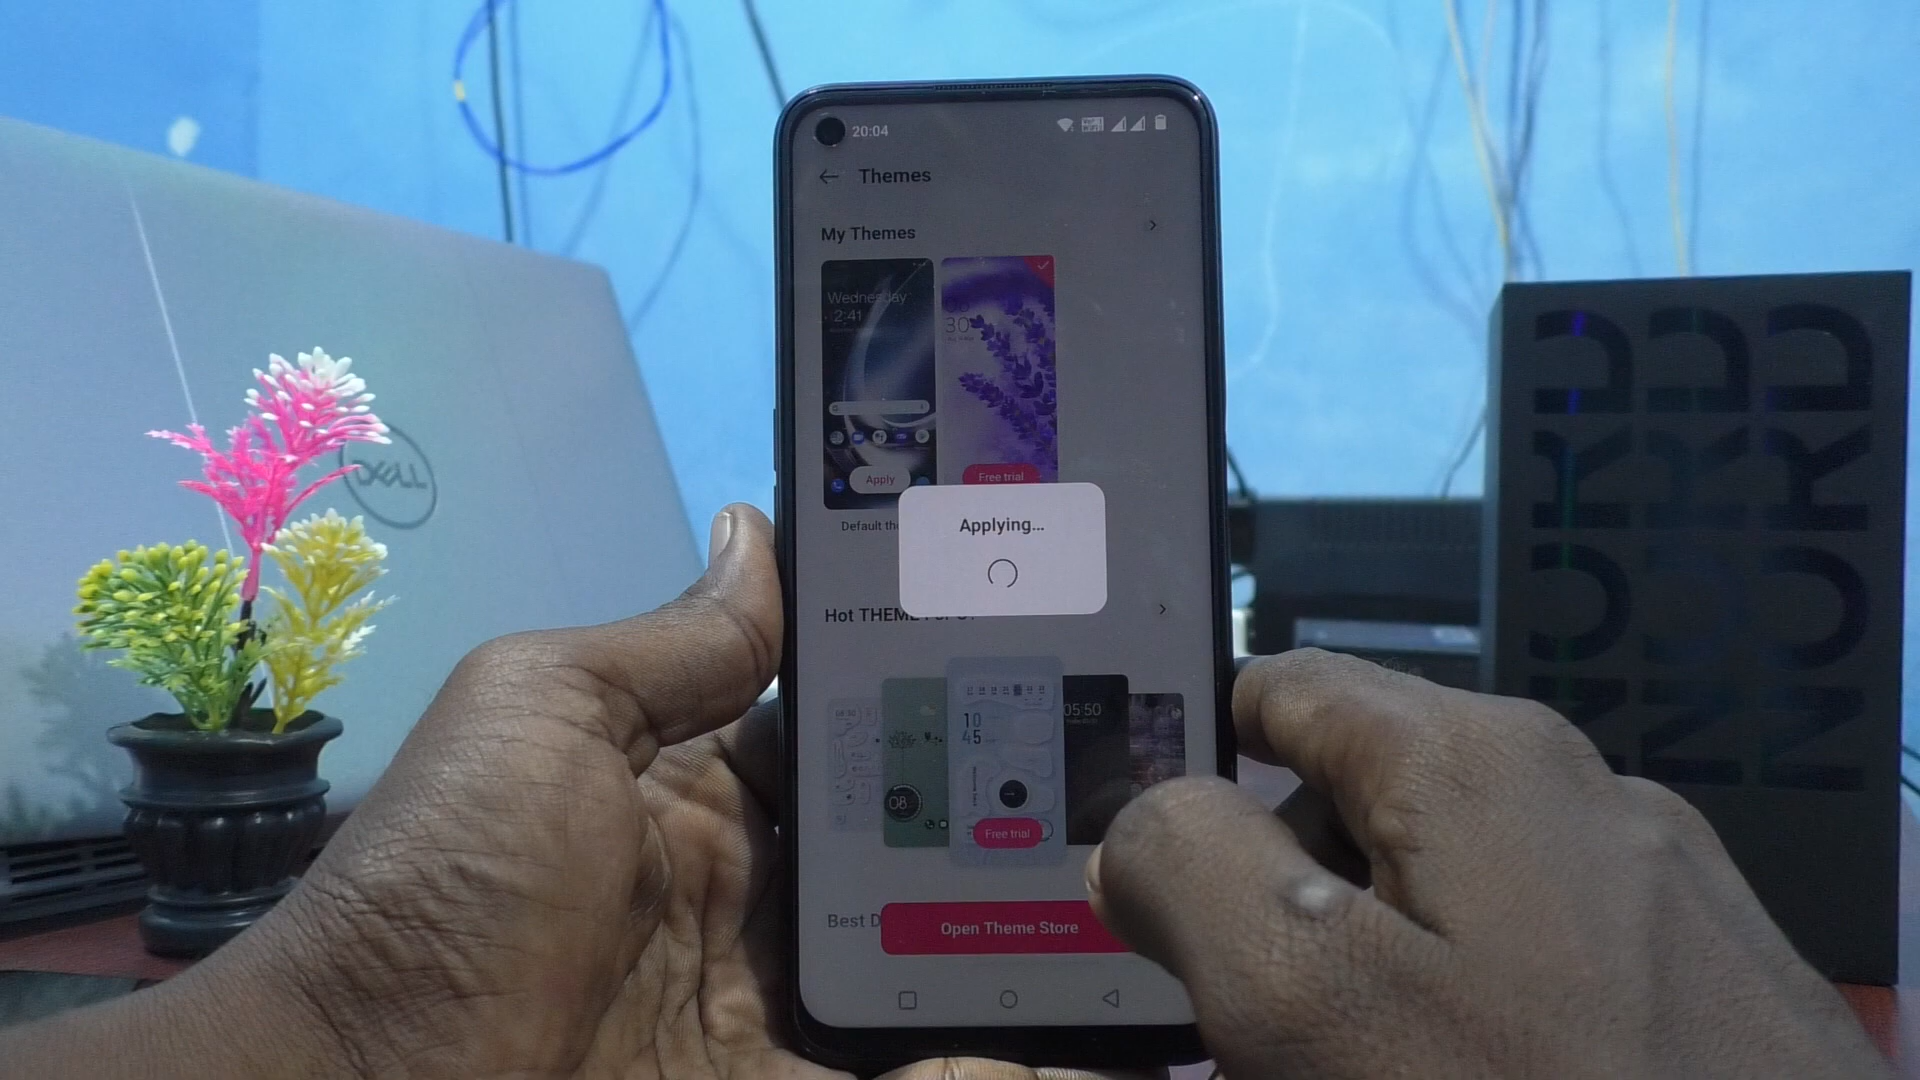 20:04
Themes
My Themes
Wednesday
2:41
30
Apply
Free trial
Default
Applying...
Hot THEME
10
45
05:50
08
Free trial
Best D
Open Theme Store
DELL
NORD
NORD
NORD